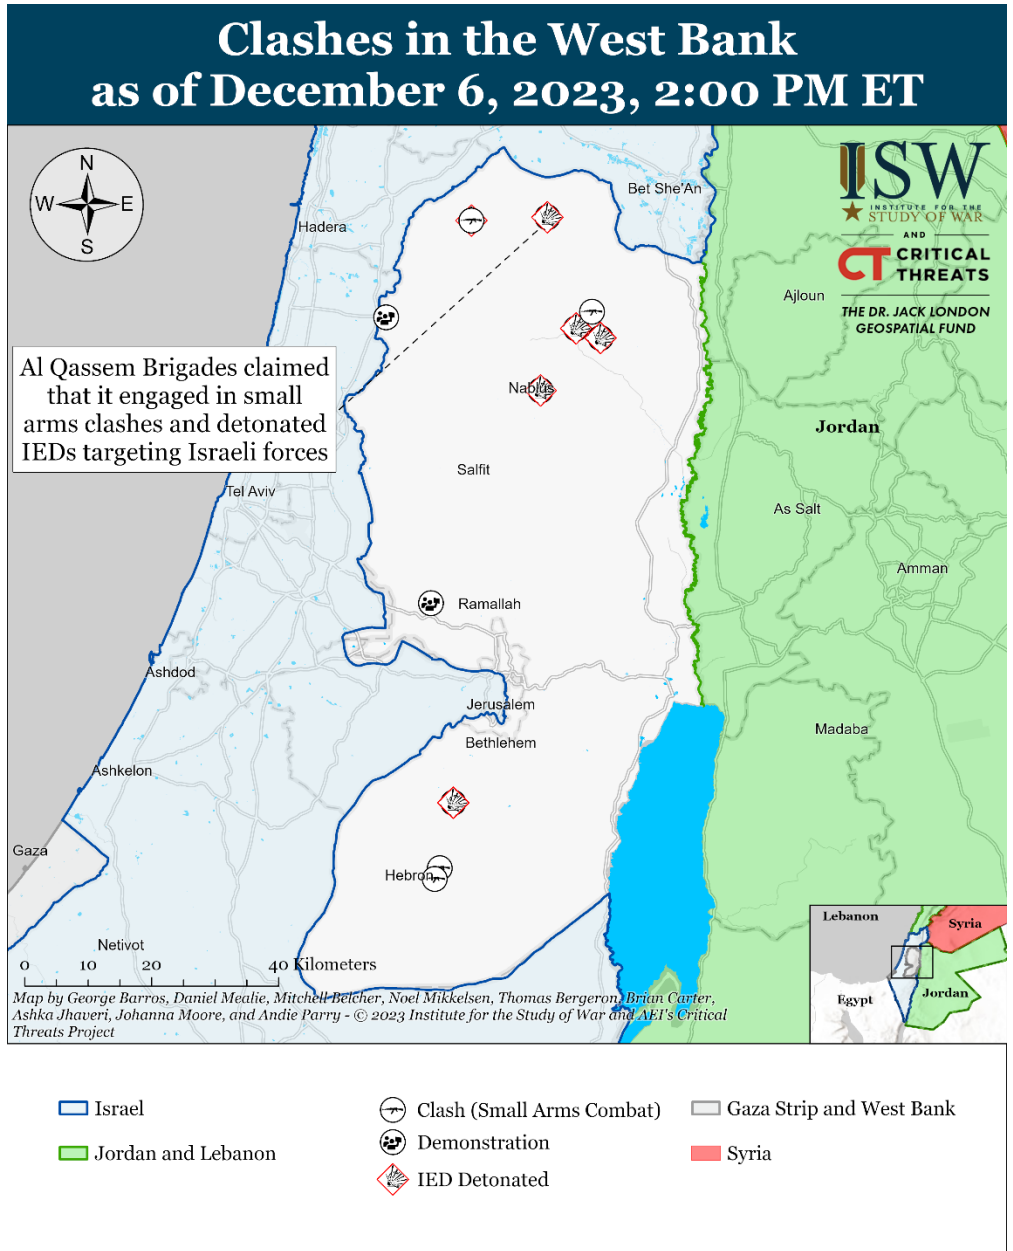 Clashes in the West Bank
as of December 6, 2023, 2:00 PM ET
N
W
E
S
ISW
INSTITUTE FOR THE
STUDY OF WAR
AND
CT CRITICAL
THREATS
THE DR. JACK LONDON
GEOSPATIAL FUND
Bet She'An
Hadera
Ajloun
Al Qassem Brigades claimed
that it engaged in small
arms clashes and detonated
IEDs targeting Israeli forces
Nablus
Jordan
Salfit
Tel Aviv
As Salt
Amman
Ramallah
Ashdod
Jerusalem
Madaba
Bethlehem
Ashkelon
Gaza
Hebron
Netivot
0 10 20 40 Kilometers
Lebanon
Syria
Egypt
Jordan
Map by George Barros, Daniel Mealie, Mitchell Belcher, Noel Mikkelsen, Thomas Bergeron, Brian Carter,
Ashka Jhaveri, Johanna Moore, and Andie Parry - © 2023 Institute for the Study of War and AEI's Critical
Threats Project
Israel
Jordan and Lebanon
Clash (Small Arms Combat)
Demonstration
IED Detonated
Gaza Strip and West Bank
Syria